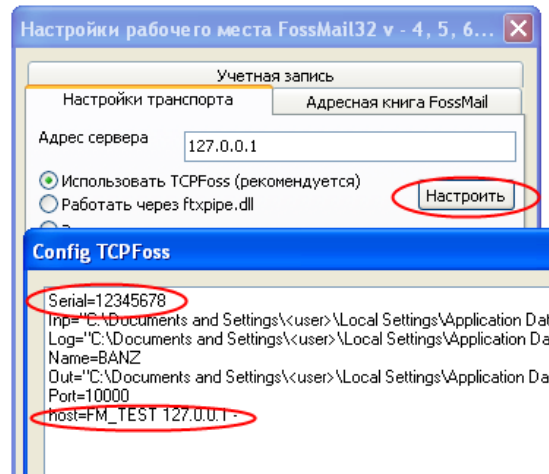 Настройки рабочего места FossMail32 v - 4, 5, 6...
Учетная запись
Настройки транспорта
Адресная книга FossMail
Адрес сервера
127.0.0.1
Использовать TCPFoss (рекомендуется)
Настроить
Работать через ftxpipe.dll
Config TCPFoss
Serial=12345678
Inp="C:\Documents and Settings\<user>\Local Settings\Application Dat
Log="C:\Documents and Settings\<user>\Local Settings\Application Da
Name=BANZ
Out="C:\Documents and Settings\<user>\Local Settings\Application Da
Port=10000
host=FM_TEST 127.0.0.1 -